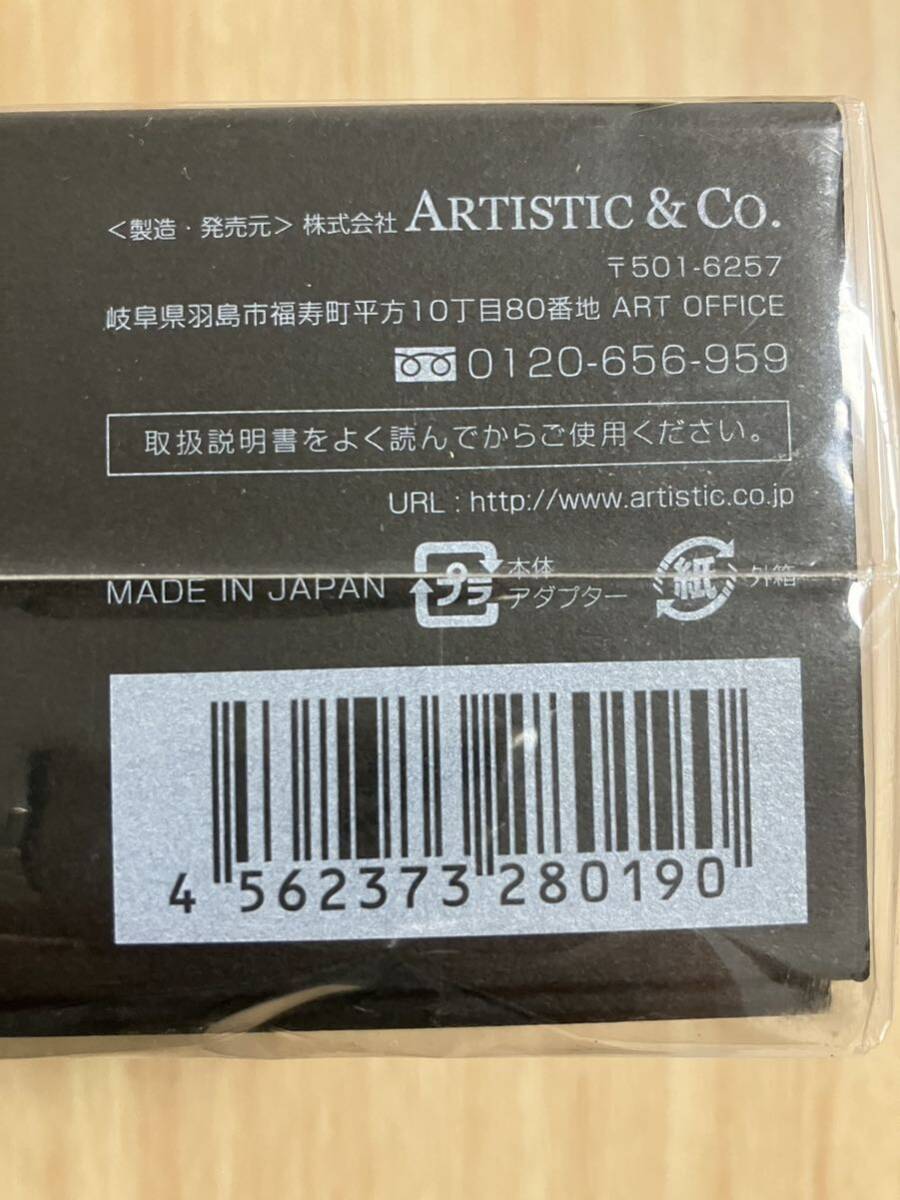 ＜製造・発売元＞ 株式会社 ARTISTIC & CO.
〒501-6257
岐阜県羽島市福寿町平方10丁目80番地 ART OFFICE
0120-656-959
取扱説明書をよく読んでからご使用ください。
URL : http://www.artistic.co.jp
MADE IN JAPAN プラ 本体 アダプター 紙 外箱
4 562373 280190